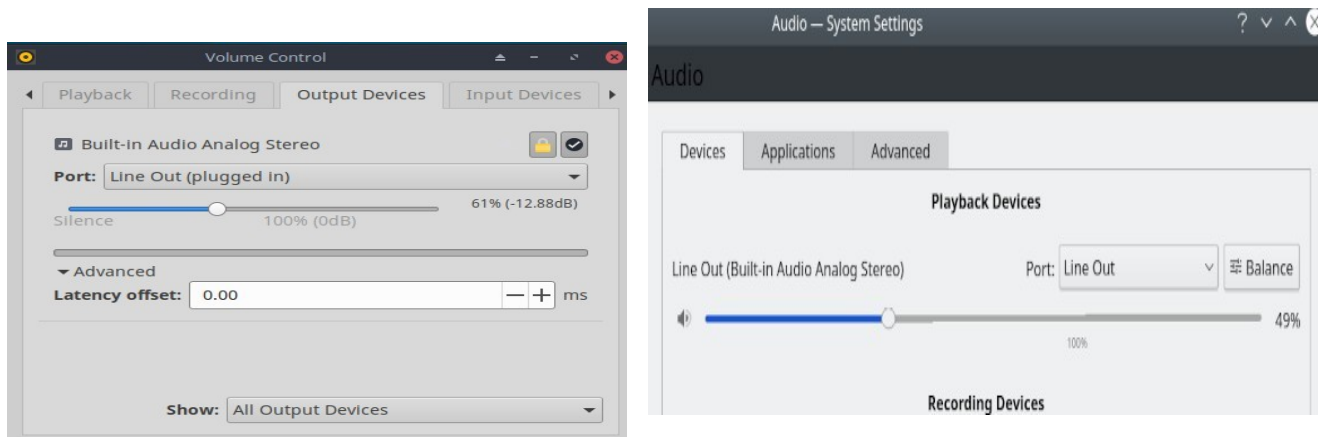 Volume Control
Playback Recording Output Devices Input Devices
Built-in Audio Analog Stereo
Port: Line Out (plugged in)
61% (-12.88dB)
Silence 100% (0dB)
Advanced
Latency offset: 0.00 ms
Show: All Output Devices
Audio — System Settings
Audio
Devices Applications Advanced
Playback Devices
Line Out (Built-in Audio Analog Stereo) Port: Line Out Balance
49%
100%
Recording Devices